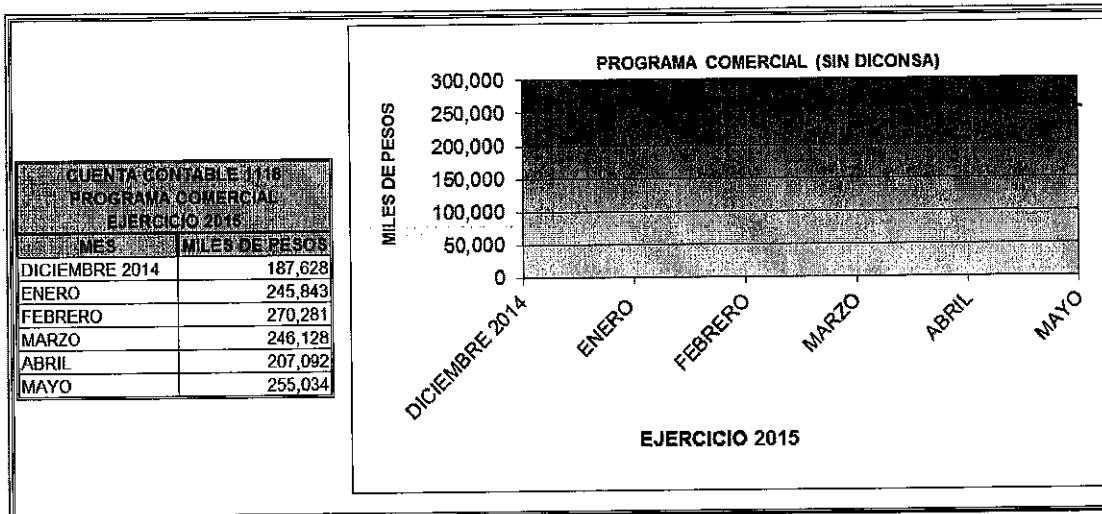 CUENTA CONTABLE 1118
PROGRAMA COMERCIAL
EJERCICIO 2015
MES MILES DE PESOS
DICIEMBRE 2014 187,628
ENERO 245,843
FEBRERO 270,281
MARZO 246,128
ABRIL 207,092
MAYO 255,034
PROGRAMA COMERCIAL (SIN DICONSA)
MILES DE PESOS
300,000
250,000
200,000
150,000
100,000
50,000
0
DICIEMBRE 2014
ENERO
FEBRERO
MARZO
ABRIL
MAYO
EJERCICIO 2015